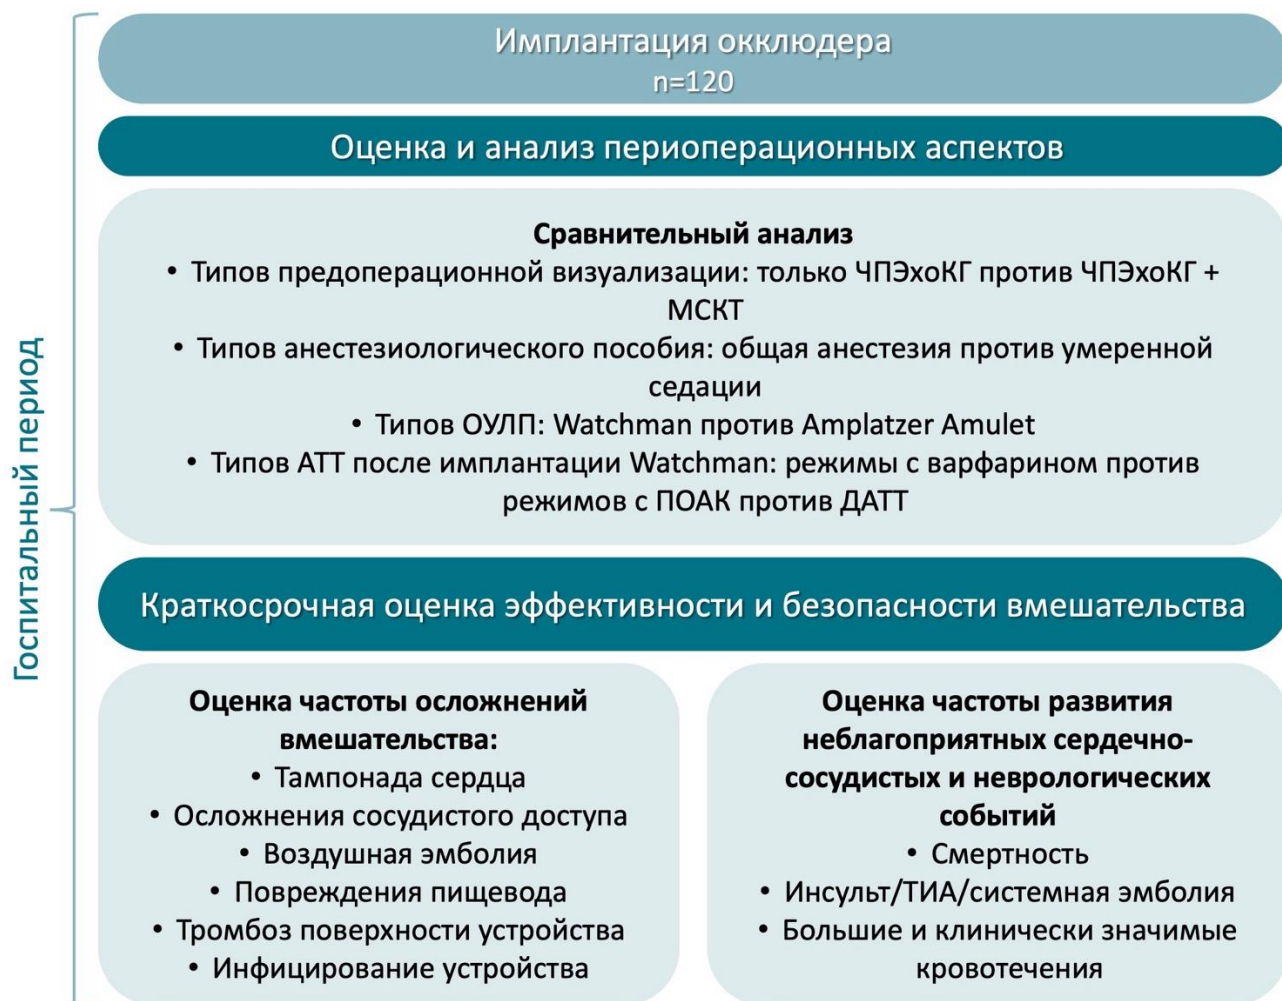 Госпитальный период
Имплантация окклюдера
n=120
Оценка и анализ периоперационных аспектов
Сравнительный анализ
• Типов предоперационной визуализации: только ЧПЭхоКГ против ЧПЭхоКГ +
МСКТ
• Типов анестезиологического пособия: общая анестезия против умеренной
седации
• Типов ОУЛП: Watchman против Amplatzer Amulet
• Типов АТТ после имплантации Watchman: режимы с варфарином против
режимов с ПОАК против ДАТТ
Краткосрочная оценка эффективности и безопасности вмешательства
Оценка частоты осложнений
вмешательства:
• Тампонада сердца
• Осложнения сосудистого доступа
• Воздушная эмболия
• Повреждения пищевода
• Тромбоз поверхности устройства
• Инфицирование устройства
Оценка частоты развития
неблагоприятных сердечно-
сосудистых и неврологических
событий
• Смертность
• Инсульт/ТИА/системная эмболия
• Большие и клинически значимые
кровотечения